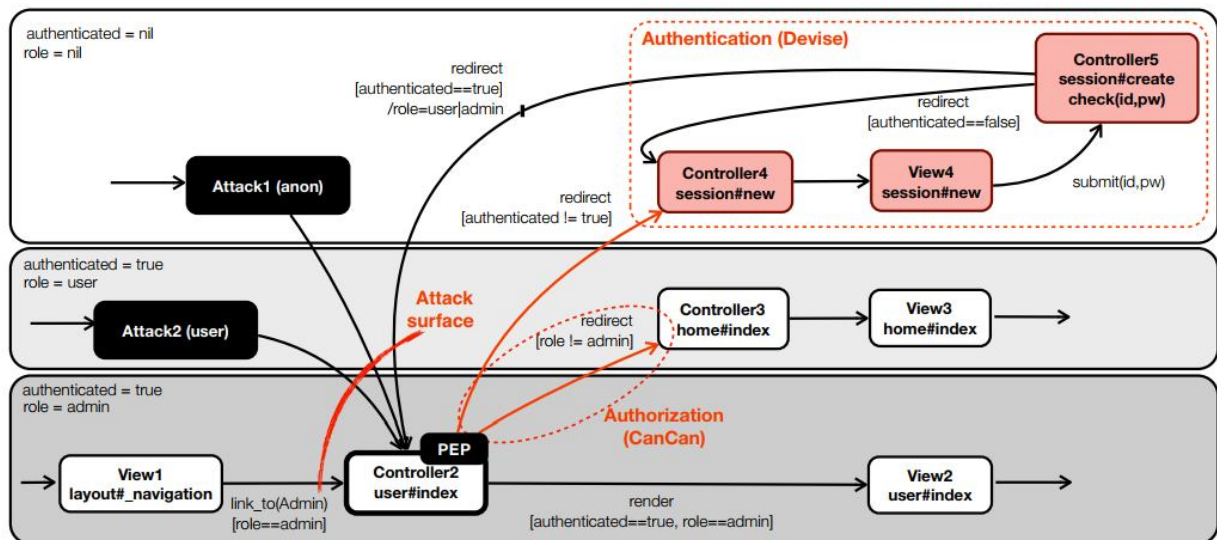 authenticated = nil
role = nil
Authentication (Devise)
Controller5
session#create
check(id,pw)
redirect
[authenticated==true]
/role=user|admin
redirect
[authenticated==false]
Attack1 (anon)
Controller4
session#new
View4
session#new
submit(id,pw)
redirect
[authenticated != true]
authenticated = true
role = user
Attack2 (user)
Attack
surface
redirect
[role != admin]
Controller3
home#index
View3
home#index
authenticated = true
role = admin
Authorization
(CanCan)
PEP
View1
layout#_navigation
link_to(Admin)
[role==admin]
Controller2
user#index
render
[authenticated==true, role==admin]
View2
user#index